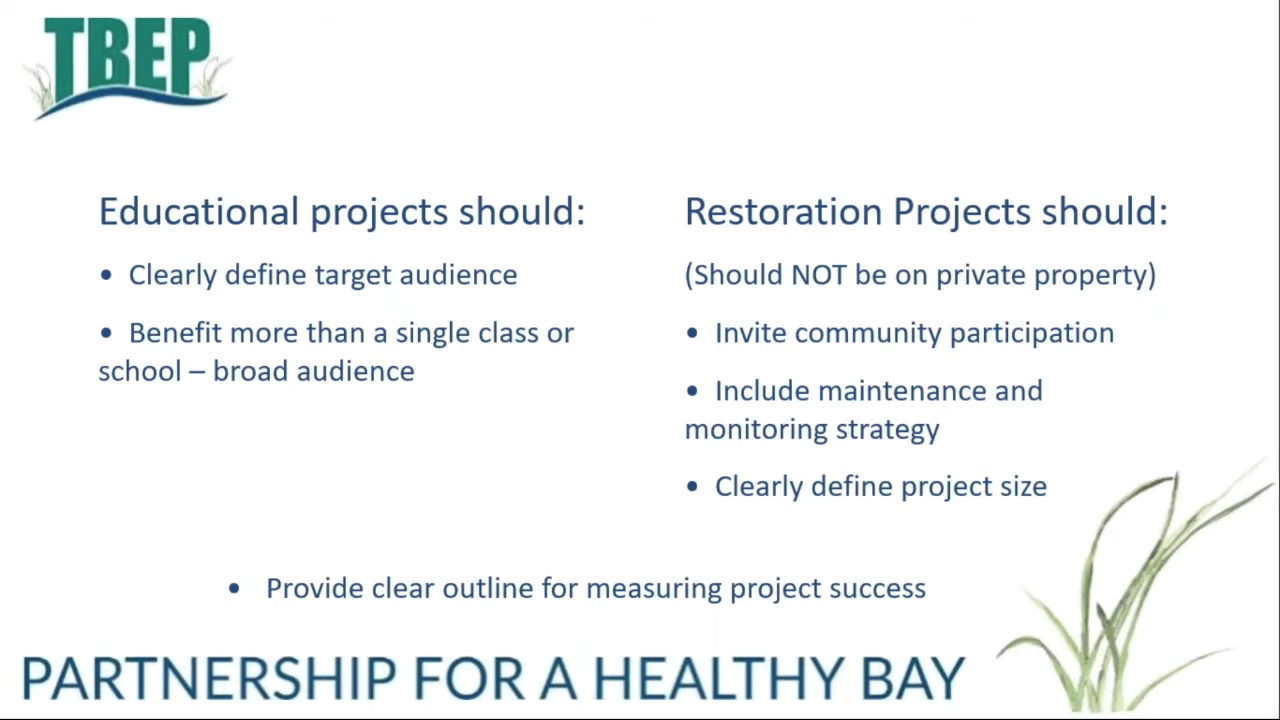 TBEP
Educational projects should:
• Clearly define target audience
• Benefit more than a single class or
school – broad audience
Restoration Projects should:
(Should NOT be on private property)
• Invite community participation
• Include maintenance and
monitoring strategy
• Clearly define project size
• Provide clear outline for measuring project success
PARTNERSHIP FOR A HEALTHY BAY